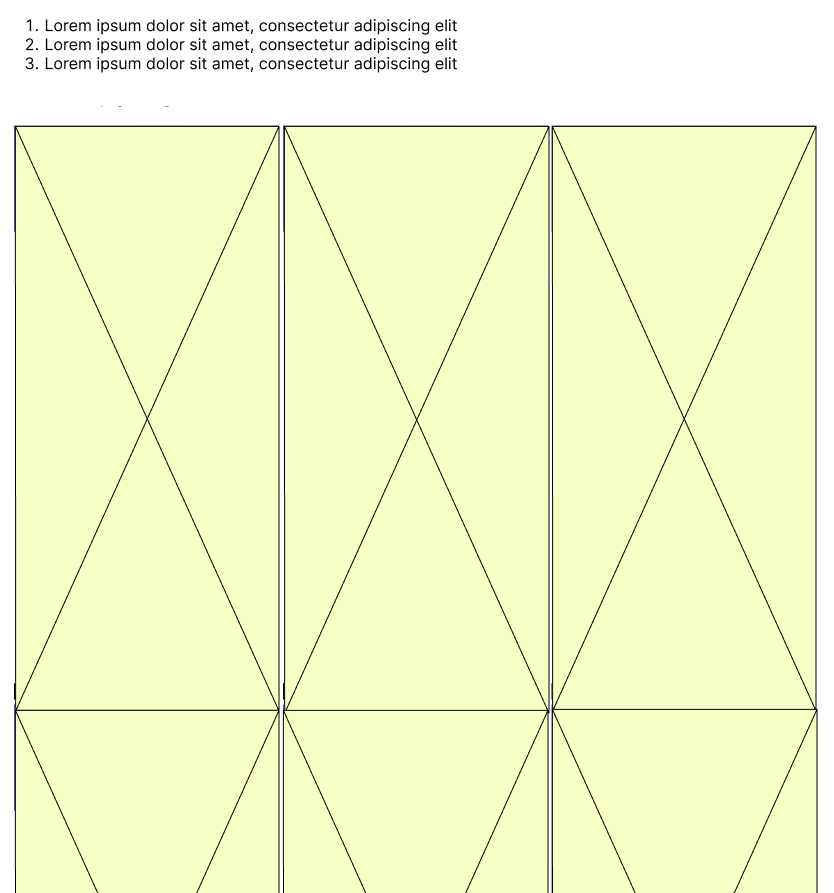 1. Lorem ipsum dolor sit amet, consectetur adipiscing elit
2. Lorem ipsum dolor sit amet, consectetur adipiscing elit
3. Lorem ipsum dolor sit amet, consectetur adipiscing elit